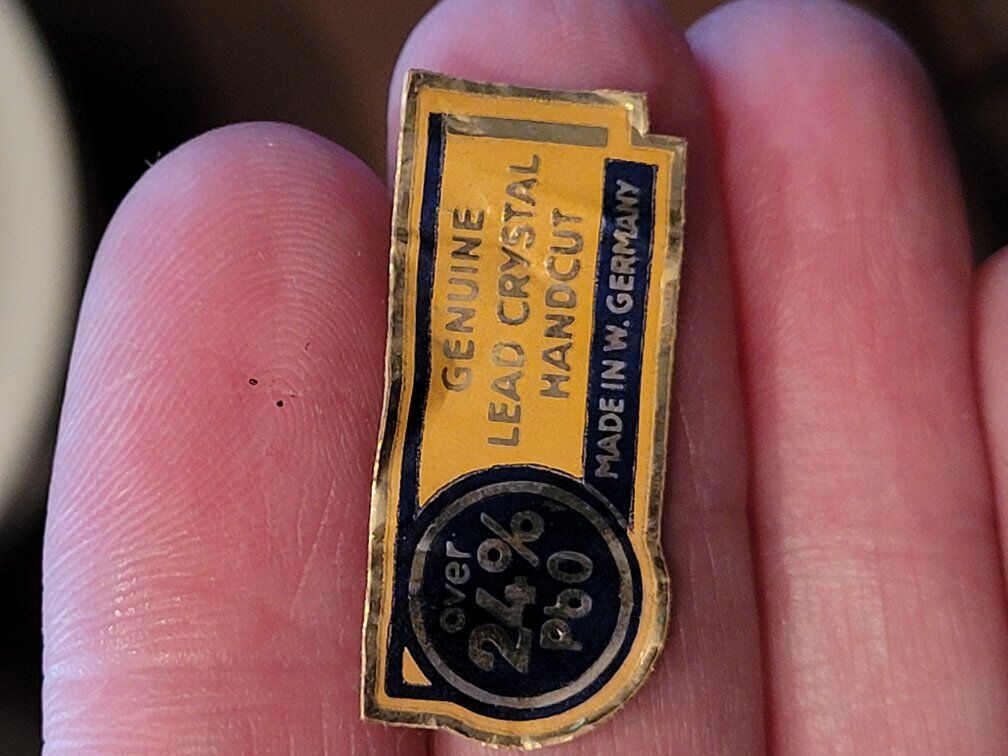 GENUINE
LEAD CRYSTAL
HANDCUT
MADE IN W. GERMANY
over
24%
PbO